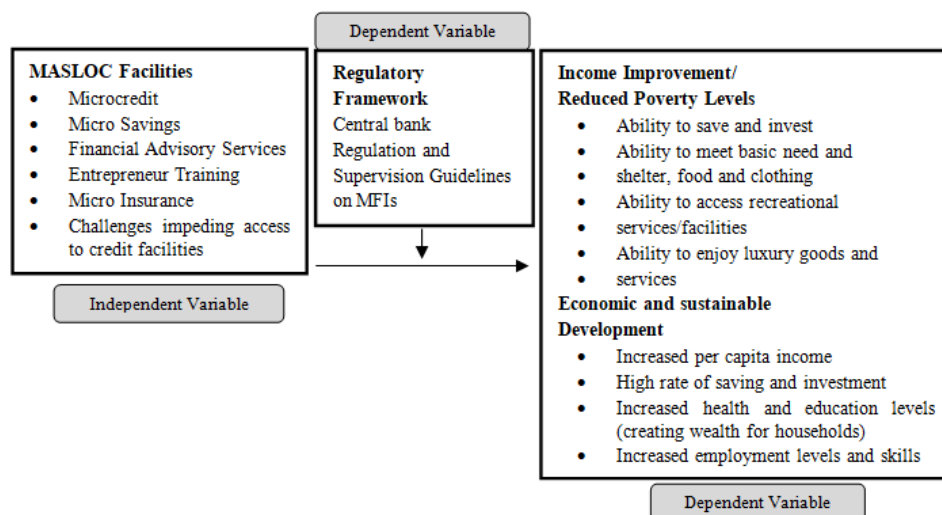 Dependent Variable
MASLOC Facilities
• Microcredit
• Micro Savings
• Financial Advisory Services
• Entrepreneur Training
• Micro Insurance
• Challenges impeding access
to credit facilities
Independent Variable
Regulatory
Framework
Central bank
Regulation and
Supervision Guidelines
on MFIs
Income Improvement/
Reduced Poverty Levels
• Ability to save and invest
• Ability to meet basic need and
shelter, food and clothing
• Ability to access recreational
services/facilities
• Ability to enjoy luxury goods and
services
Economic and sustainable
Development
• Increased per capita income
• High rate of saving and investment
• Increased health and education levels
(creating wealth for households)
• Increased employment levels and skills
Dependent Variable